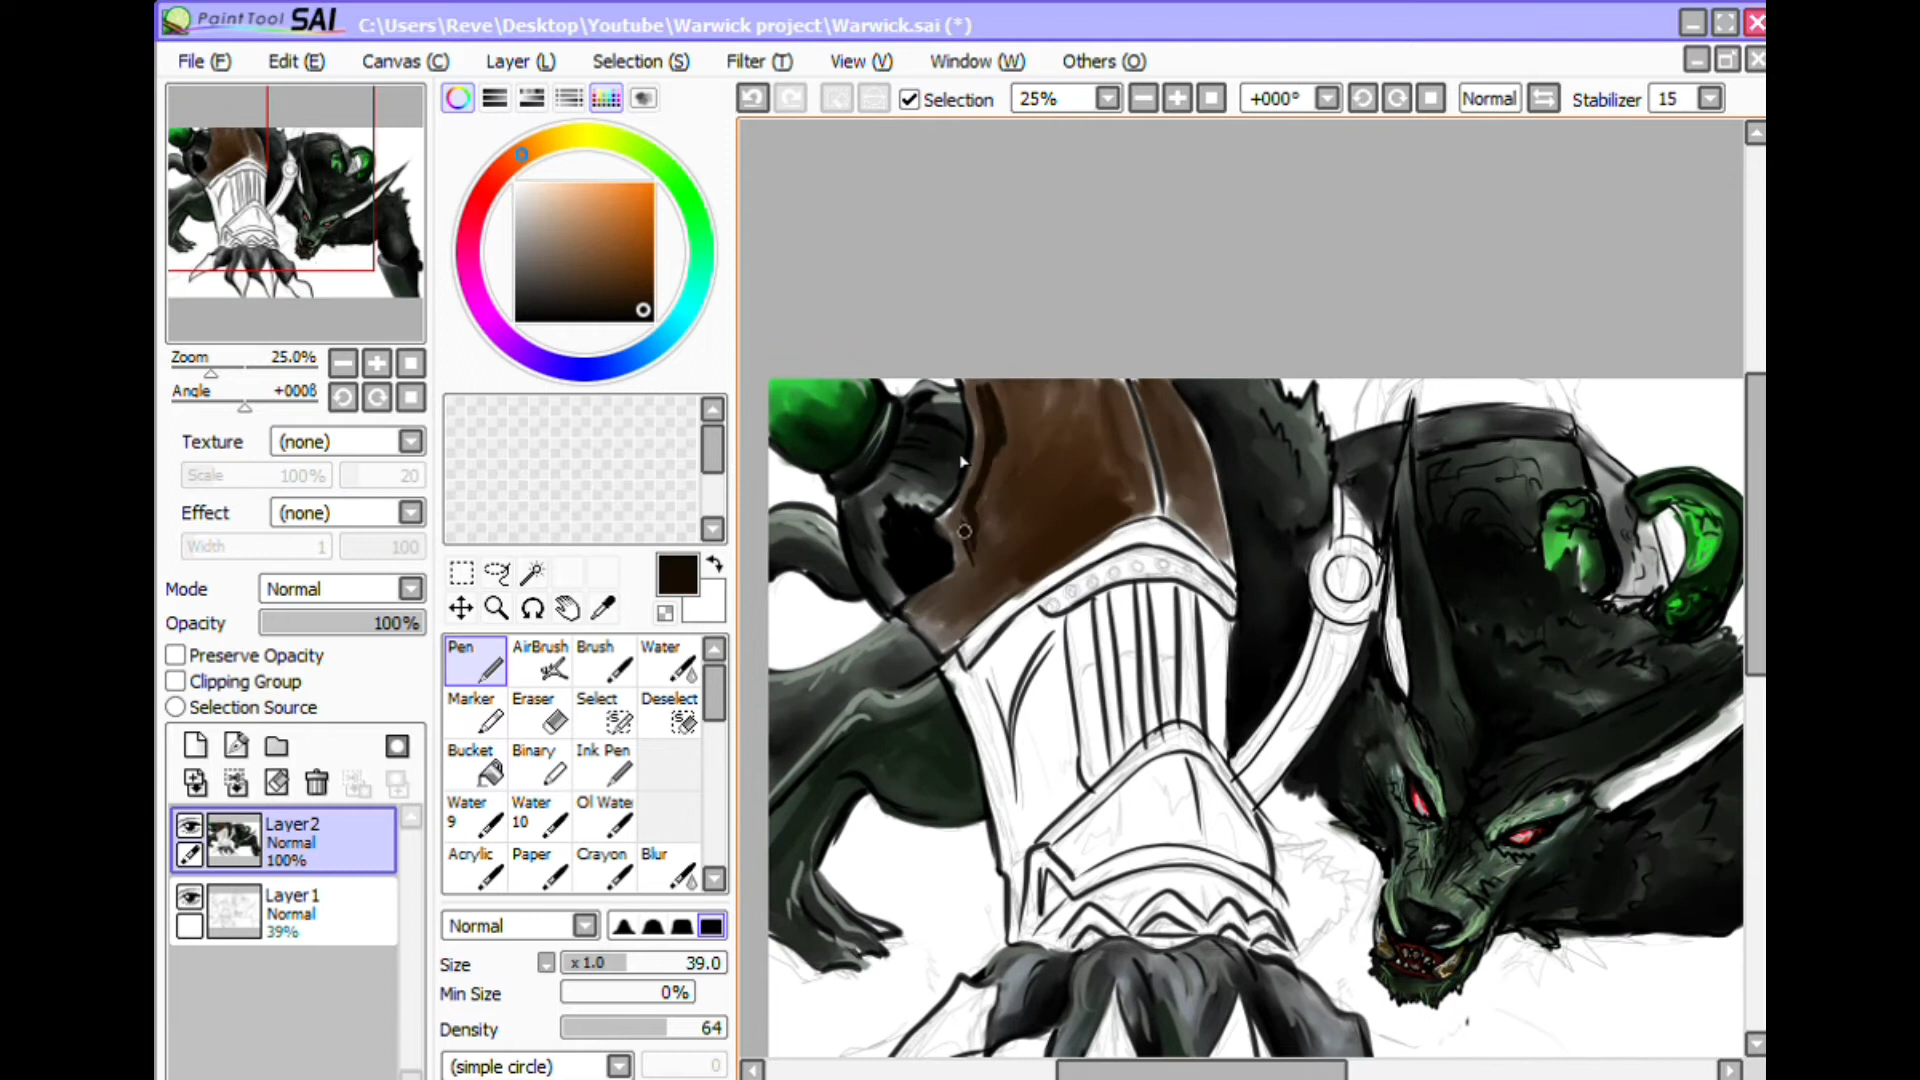 PaintTool SAI C:\Users\Reve\Desktop\Youtube\Warwick project\Warwick.sai (*)
File (F) Edit (E) Canvas (C) Layer (L) Selection (S) Filter (T) View (V) Window (W) Others (O)
Selection 25% +000° Normal Stabilizer 15
Zoom 25.0%
Angle +000ß
Texture (none)
Scale 100% 20
Effect (none)
Width 1 100
Mode Normal
Opacity 100%
Preserve Opacity
Clipping Group
Selection Source
Layer2
Normal
100%
Layer1
Normal
39%
Pen AirBrush Brush Water
Marker Eraser Select Deselect
Bucket Binary Ink Pen
Water 9 Water 10 Ol Wate
Acrylic Paper Crayon Blur
Normal
Size x 1.0 39.0
Min Size 0%
Density 64
(simple circle) 0